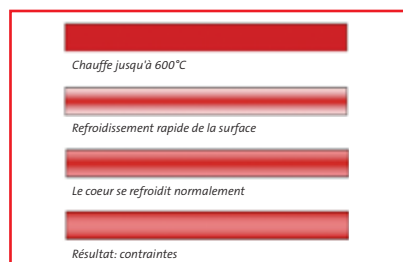 Chauffe jusqu'à 600°C
Refroidissement rapide de la surface
Le coeur se refroidit normalement
Résultat: contraintes